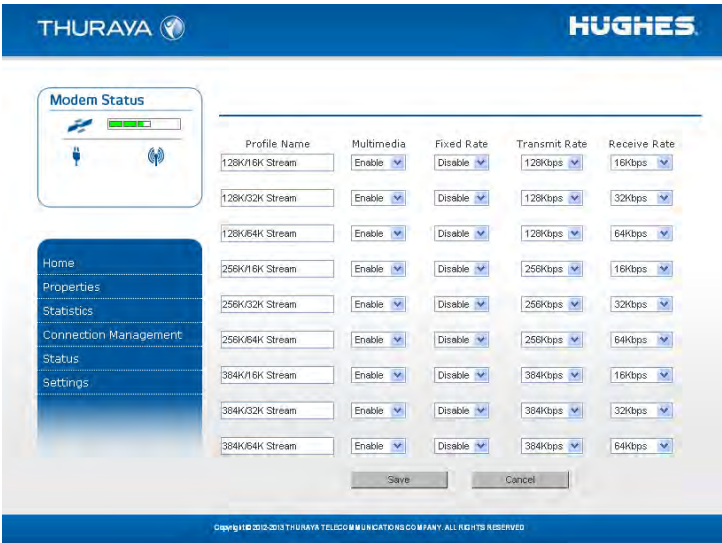 THURAYA HUGHES.
Modem Status
Profile Name Multimedia Fixed Rate Transmit Rate Receive Rate
128K/16K Stream Enable Disable 128Kbps 16Kbps
128K/32K Stream Enable Disable 128Kbps 32Kbps
128K/64K Stream Enable Disable 128Kbps 64Kbps
256K/16K Stream Enable Disable 256Kbps 16Kbps
256K/32K Stream Enable Disable 256Kbps 32Kbps
256K/64K Stream Enable Disable 256Kbps 64Kbps
384K/16K Stream Enable Disable 384Kbps 16Kbps
384K/32K Stream Enable Disable 384Kbps 32Kbps
384K/64K Stream Enable Disable 384Kbps 64Kbps
Home
Properties
Statistics
Connection Management
Status
Settings
Save Cancel
Copyright© 2012-2013 THURAYA TELECOMMUNICATIONS COMPANY. ALL RIGHTS RESERVED